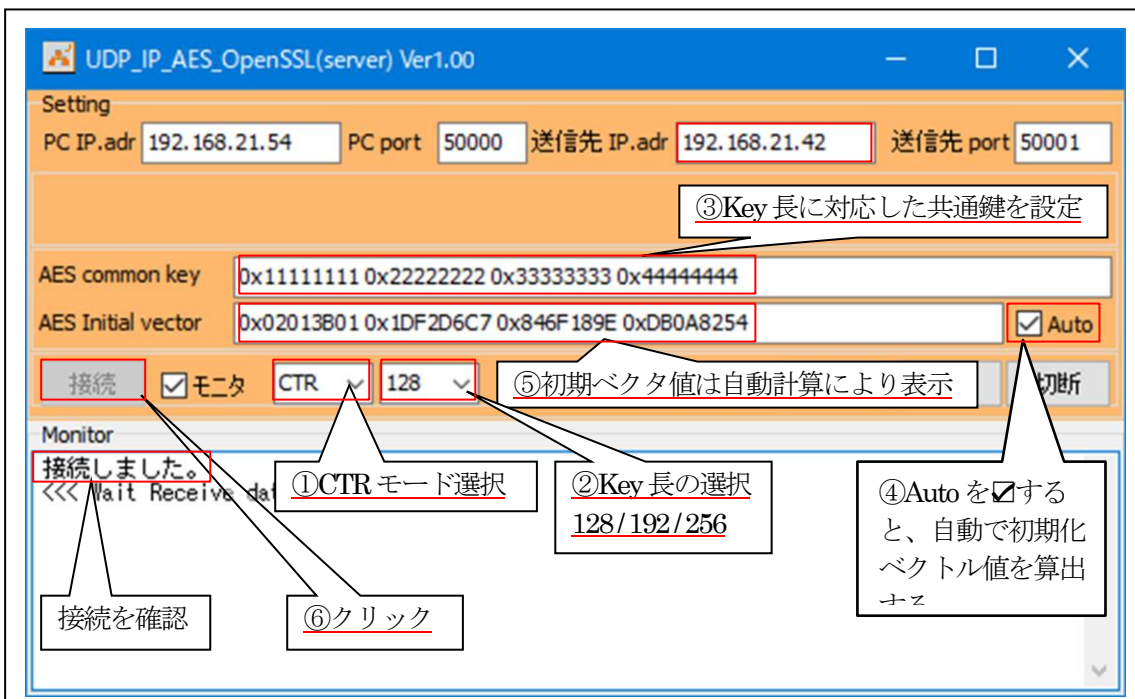 UDP_IP_AES_OpenSSL(server) Ver1.00
Setting
PC IP.adr 192.168.21.54 PC port 50000 送信先 IP.adr 192.168.21.42 送信先 port 50001
③Key 長に対応した共通鍵を設定
AES common key 0x11111111 0x22222222 0x33333333 0x44444444
AES Initial vector 0x02013B01 0x1DF2D6C7 0x846F189E 0xDB0A8254 Auto
接続 モニタ CTR 128 ⑤初期ベクタ値は自動計算により表示 切断
Monitor
接続しました。
<<< Wait Receive
①CTR モード選択
②Key 長の選択
128/192/256
④Auto を☑する
と、自動で初期化
ベクトル値を算出
する
接続を確認
⑥クリック